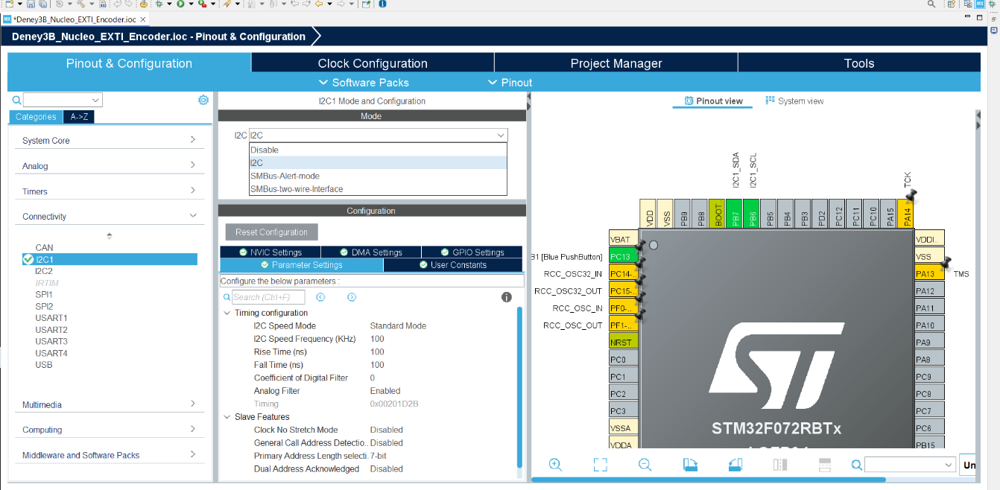 *Deney3B_Nucleo_EXTI_Encoder.ioc
Deney3B_Nucleo_EXTI_Encoder.ioc - Pinout & Configuration
Pinout & Configuration
Clock Configuration
Project Manager
Tools
Software Packs
Pinout
Categories
A->Z
System Core
Analog
Timers
Connectivity
CAN
I2C1
I2C2
IRTIM
SPI1
SPI2
USART1
USART2
USART3
USART4
USB
Multimedia
Computing
Middleware and Software Packs
I2C1 Mode and Configuration
Mode
I2C I2C
Disable
I2C
SMBus-Alert-mode
SMBus-two-wire-Interface
Configuration
Reset Configuration
NVIC Settings
DMA Settings
GPIO Settings
Parameter Settings
User Constants
Configure the below parameters :
Search (Ctrl+F)
Timing configuration
I2C Speed Mode Standard Mode
I2C Speed Frequency (KHz) 100
Rise Time (ns) 100
Fall Time (ns) 100
Coefficient of Digital Filter 0
Analog Filter Enabled
Timing 0x00201D2B
Slave Features
Clock No Stretch Mode Disabled
General Call Address Detectio.. Disabled
Primary Address Length selecti. 7-bit
Dual Address Acknowledged Disabled
Pinout view
System view
I2C1_SDA
I2C1_SCL
TCK
VDD
VSS
PB9
PB8
BOOT
PB7
PB6
PB5
PB4
PB3
PD2
PC12
PC11
PC10
PA15
PA14
VBAT
B1 [Blue PushButton] PC13
RCC_OSC32_IN PC14-..
RCC_OSC32_OUT PC15-..
RCC_OSC_IN PF0-..
RCC_OSC_OUT PF1-..
NRST
PC0
PC1
PC2
PC3
VSSA
VDDA
VDDI..
VSS
PA13 TMS
PA12
PA11
PA10
PA9
PA8
PC9
PC8
PC7
PC6
PB15
STM32F072RBTx
Un